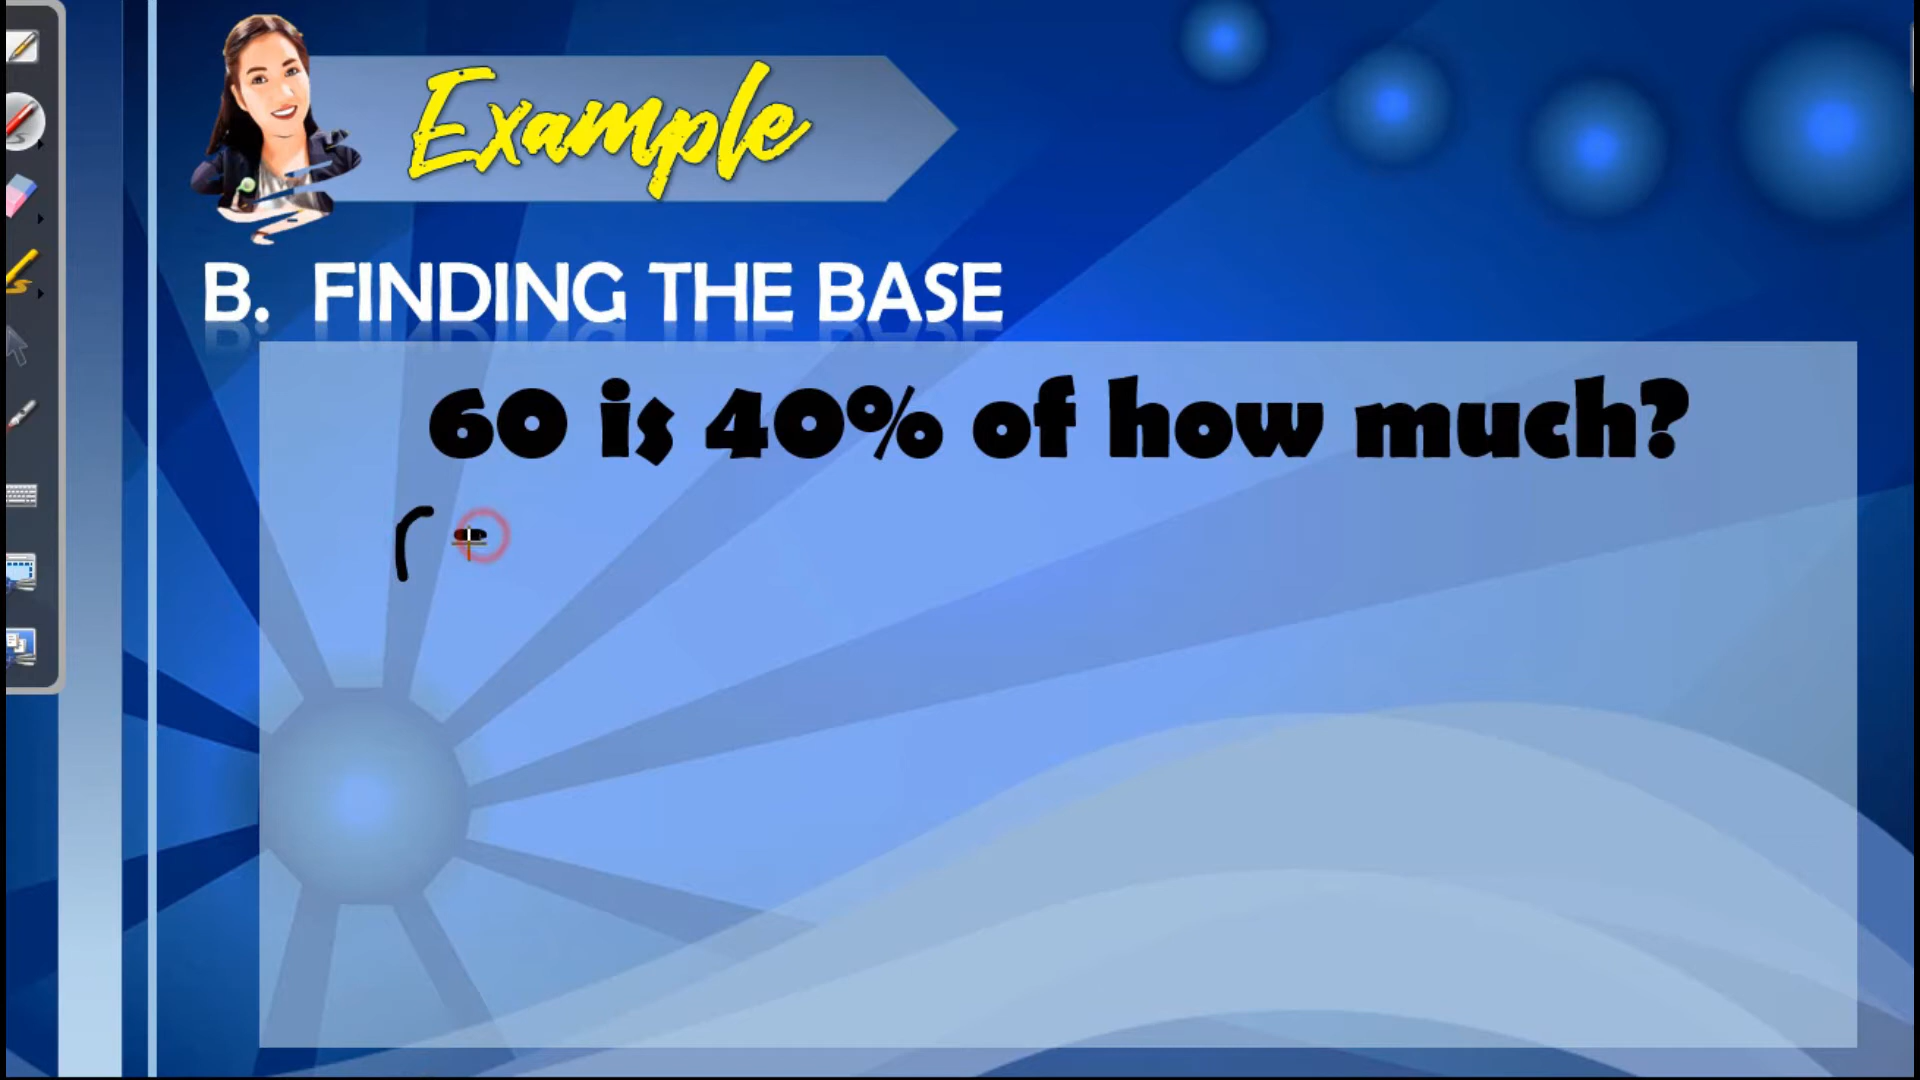 Example
B. FINDING THE BASE
60 is 40% of how much?